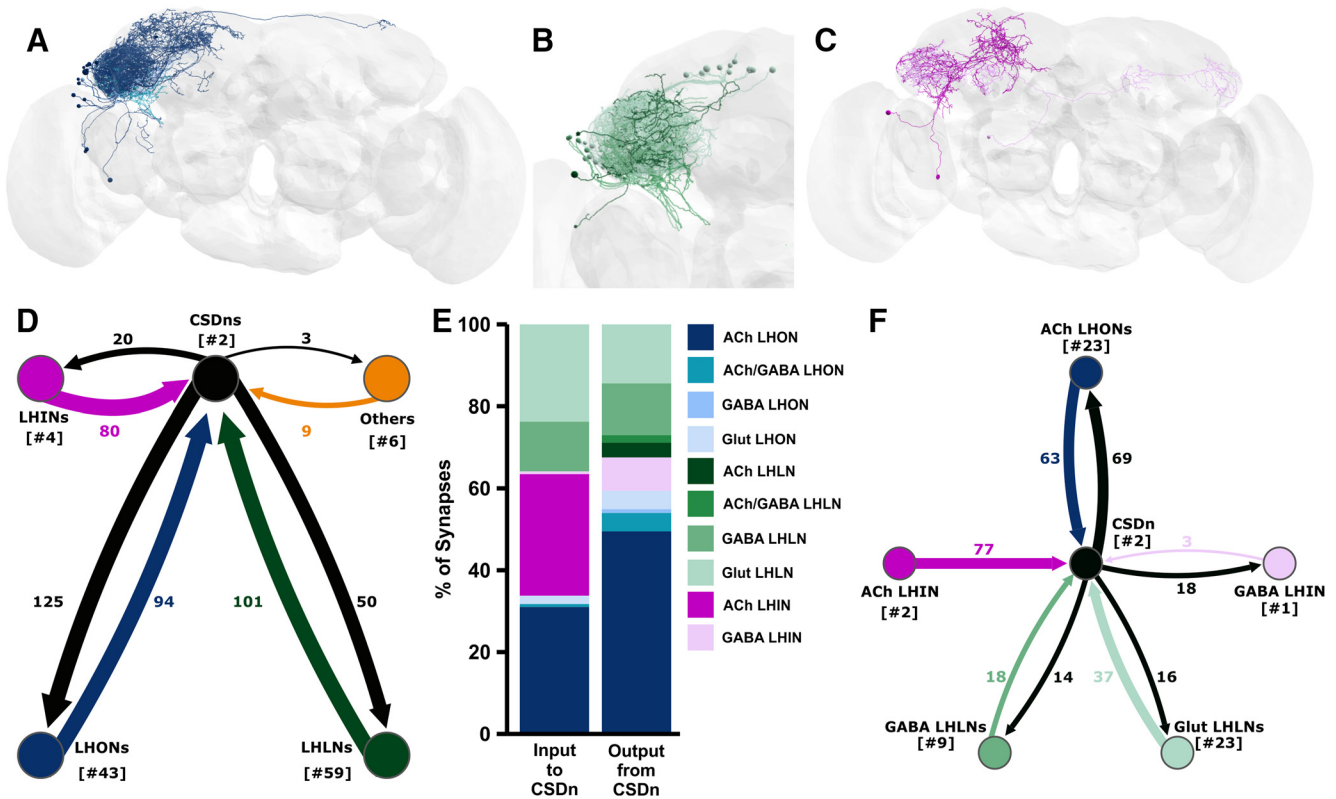 A
B
C
D
CSDns
[#2]
20
3
LHINs
[#4]
80
9
Others
[#6]
125
94
101
50
LHONs
[#43]
LHLNs
[#59]
E
% of Synapses
100
80
60
40
20
0
Input
to
CSDn
Output
from
CSDn
ACh LHON
ACh/GABA LHON
GABA LHON
Glut LHON
ACh LHLN
ACh/GABA LHLN
GABA LHLN
Glut LHLN
ACh LHIN
GABA LHIN
F
ACh LHONs
[#23]
63
69
CSDn
[#2]
77
3
ACh LHIN
[#2]
18
GABA LHIN
[#1]
18
14
37
16
GABA LHLNs
[#9]
Glut LHLNs
[#23]